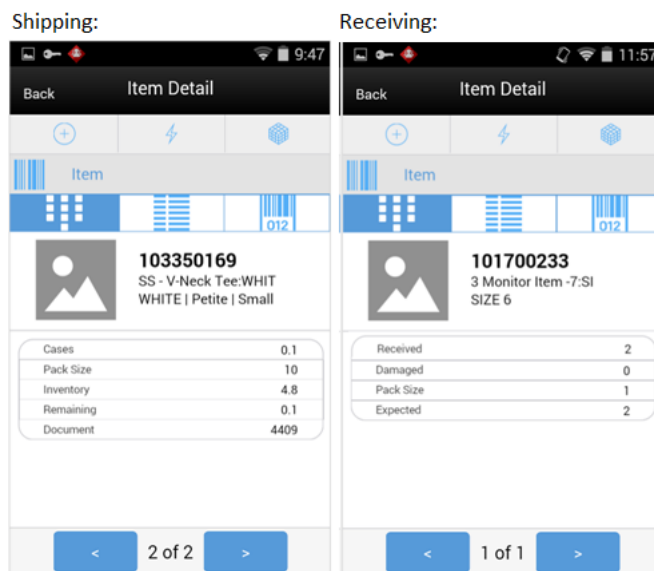 Shipping:
9:47
Back
Item Detail
Item
012
103350169
SS - V-Neck Tee:WHIT
WHITE | Petite | Small
Cases 0.1
Pack Size 10
Inventory 4.8
Remaining 0.1
Document 4409
< 2 of 2 >
Receiving:
11:57
Back
Item Detail
Item
012
101700233
3 Monitor Item -7:SI
SIZE 6
Received 2
Damaged 0
Pack Size 1
Expected 2
< 1 of 1 >